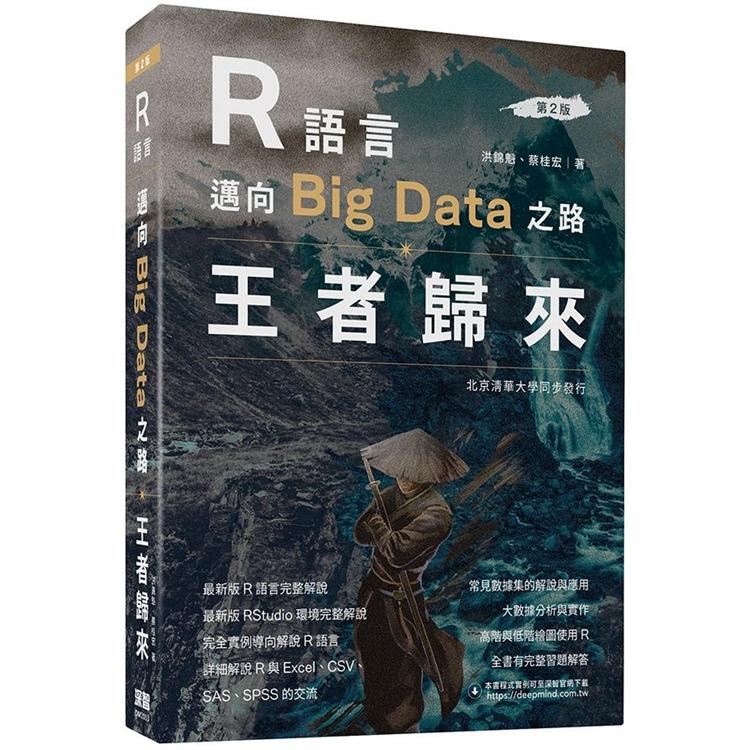 第2版
R語言
洪錦魁、蔡桂宏｜著
邁向 Big Data 之路
王者歸來
北京清華大學同步發行
最新版 R 語言完整解說
最新版 RStudio 環境完整解說
完全實例導向解說 R 語言
詳細解說 R 與 Excel、CSV、
SAS、SPSS 的交流
常見數據集的解說與應用
大數據分析與實作
高階與低階繪圖使用 R
全書有完整習題解答
本書程式實例可至深智官網下載
https://deepmind.com.tw
第2版
R
語言
邁向 Big Data 之路
王者歸來
深智